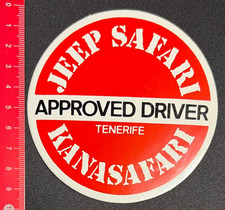 JEEP SAFARI
APPROVED DRIVER
TENERIFE
KANASAFARI